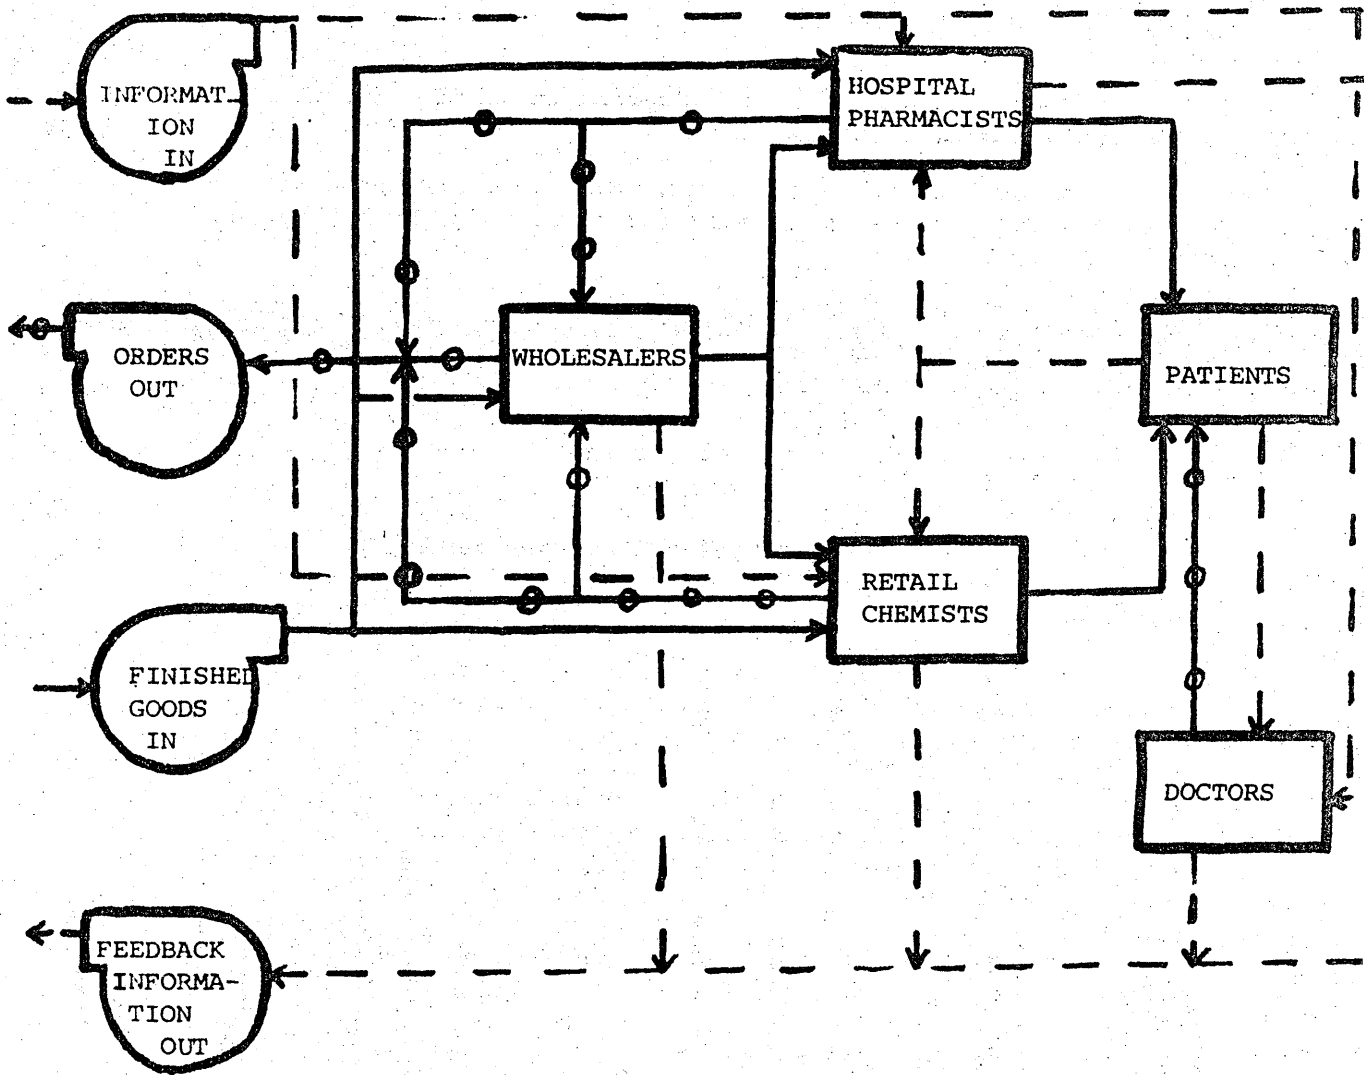 INFORMAT-
ION
IN
HOSPITAL
PHARMACISTS
ORDERS
OUT
WHOLESALERS
PATIENTS
RETAIL
CHEMISTS
FINISHED
GOODS
IN
DOCTORS
FEEDBACK
INFORMA-
TION
OUT